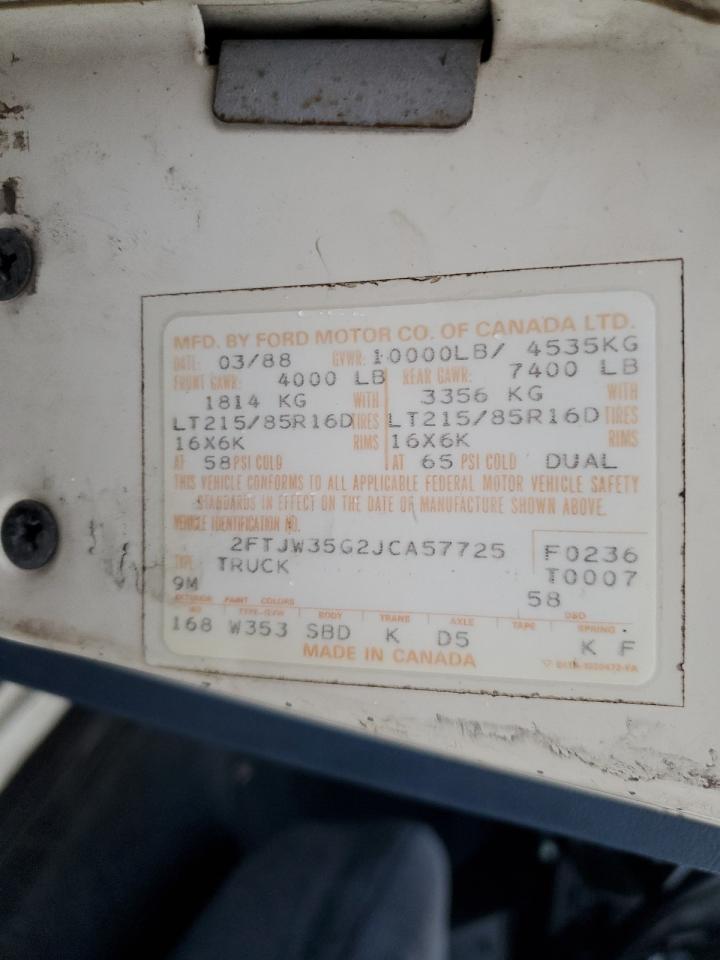 MFD. BY FORD MOTOR CO. OF CANADA LTD.
DATE: 03/88 GVWR: 10000LB/ 4535KG
FRONT GAWR: 4000 LB REAR GAWR: 7400 LB
1814 KG WITH 3356 KG WITH
LT215/85R16D TIRES LT215/85R16D TIRES
16X6K RIMS 16X6K RIMS
AT 58 PSI COLD AT 65 PSI COLD DUAL
THIS VEHICLE CONFORMS TO ALL APPLICABLE FEDERAL MOTOR VEHICLE SAFETY
STANDARDS IN EFFECT ON THE DATE OF MANUFACTURE SHOWN ABOVE.
VEHICLE IDENTIFICATION NO.
2FTJW35G2JCA57725 F0236
TYPE TRUCK T0007
9M 58
EXTERIOR PAINT COLORS DSO
WB TYPE-GVW BODY TRANS AXLE TAPE SPRING
168 W353 SBD K D5 K F
MADE IN CANADA